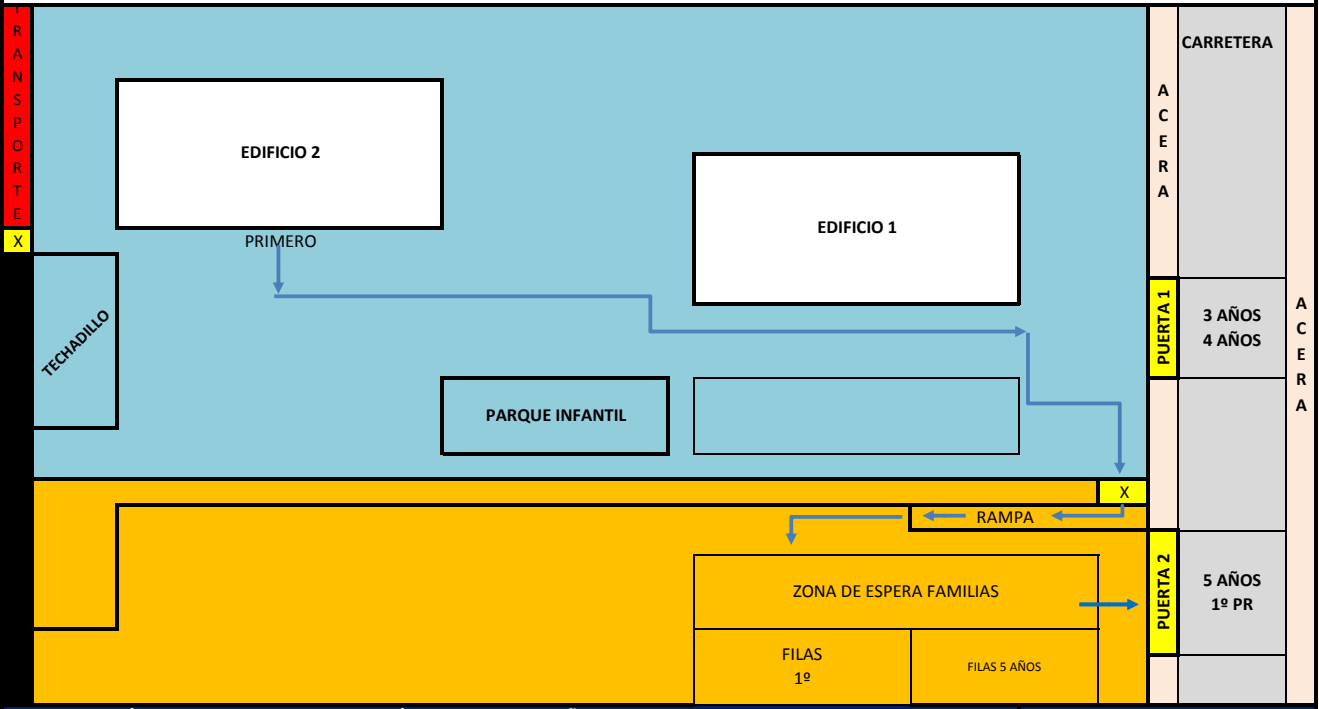 TRANSPORTE
CARRETERA
ACERA
EDIFICIO 2
EDIFICIO 1
X
PRIMERO
TECHADILLO
PUERTA 1
3 AÑOS
4 AÑOS
ACERA
PARQUE INFANTIL
X
RAMPA
ZONA DE ESPERA FAMILIAS
PUERTA 2
5 AÑOS
1º PR
FILAS
1º
FILAS 5 AÑOS